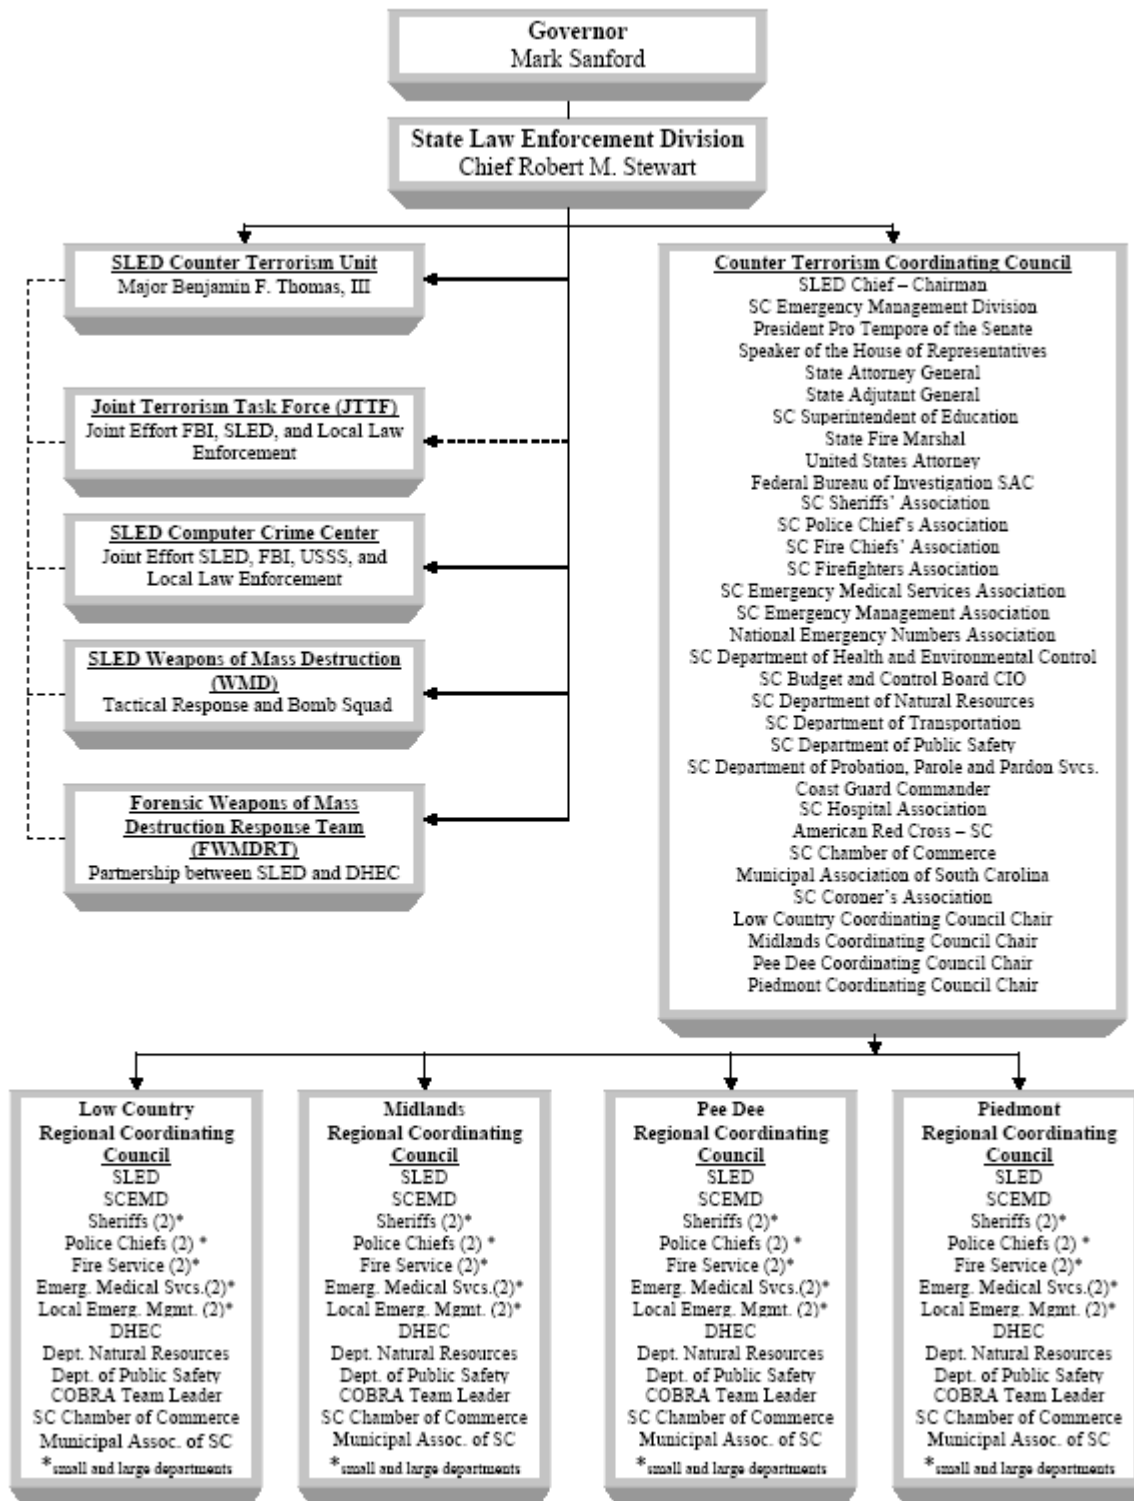 Governor
Mark Sanford
State Law Enforcement Division
Chief Robert M. Stewart
SLED Counter Terrorism Unit
Major Benjamin F. Thomas, III
Joint Terrorism Task Force (JTTF)
Joint Effort FBI, SLED, and Local Law
Enforcement
SLED Computer Crime Center
Joint Effort SLED, FBI, USSS, and
Local Law Enforcement
SLED Weapons of Mass Destruction
(WMD)
Tactical Response and Bomb Squad
Forensic Weapons of Mass
Destruction Response Team
(FWMDRT)
Partnership between SLED and DHEC
Counter Terrorism Coordinating Council
SLED Chief – Chairman
SC Emergency Management Division
President Pro Tempore of the Senate
Speaker of the House of Representatives
State Attorney General
State Adjutant General
SC Superintendent of Education
State Fire Marshal
United States Attorney
Federal Bureau of Investigation SAC
SC Sheriffs' Association
SC Police Chief's Association
SC Fire Chiefs' Association
SC Firefighters Association
SC Emergency Medical Services Association
SC Emergency Management Association
National Emergency Numbers Association
SC Department of Health and Environmental Control
SC Budget and Control Board CIO
SC Department of Natural Resources
SC Department of Transportation
SC Department of Public Safety
SC Department of Probation, Parole and Pardon Svcs.
Coast Guard Commander
SC Hospital Association
American Red Cross – SC
SC Chamber of Commerce
Municipal Association of South Carolina
SC Coroner's Association
Low Country Coordinating Council Chair
Midlands Coordinating Council Chair
Pee Dee Coordinating Council Chair
Piedmont Coordinating Council Chair
Low Country
Regional Coordinating
Council
SLED
SCEMD
Sheriffs (2)*
Police Chiefs (2) *
Fire Service (2)*
Emerg. Medical Svcs.(2)*
Local Emerg. Mgmt. (2)*
DHEC
Dept. Natural Resources
Dept. of Public Safety
COBRA Team Leader
SC Chamber of Commerce
Municipal Assoc. of SC
*small and large departments
Midlands
Regional Coordinating
Council
SLED
SCEMD
Sheriffs (2)*
Police Chiefs (2) *
Fire Service (2)*
Emerg. Medical Svcs.(2)*
Local Emerg. Mgmt. (2)*
DHEC
Dept. Natural Resources
Dept. of Public Safety
COBRA Team Leader
SC Chamber of Commerce
Municipal Assoc. of SC
*small and large departments
Pee Dee
Regional Coordinating
Council
SLED
SCEMD
Sheriffs (2)*
Police Chiefs (2) *
Fire Service (2)*
Emerg. Medical Svcs.(2)*
Local Emerg. Mgmt. (2)*
DHEC
Dept. Natural Resources
Dept. of Public Safety
COBRA Team Leader
SC Chamber of Commerce
Municipal Assoc. of SC
*small and large departments
Piedmont
Regional Coordinating
Council
SLED
SCEMD
Sheriffs (2)*
Police Chiefs (2) *
Fire Service (2)*
Emerg. Medical Svcs.(2)*
Local Emerg. Mgmt. (2)*
DHEC
Dept. Natural Resources
Dept. of Public Safety
COBRA Team Leader
SC Chamber of Commerce
Municipal Assoc. of SC
*small and large departments